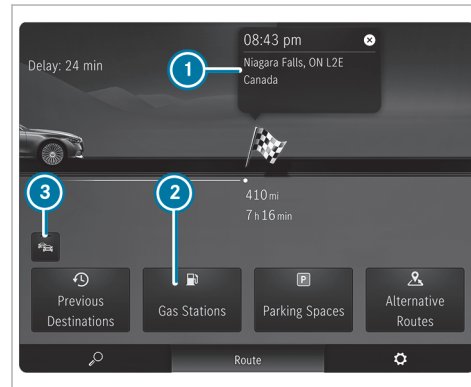 08:43 pm
Delay: 24 min
Niagara Falls, ON L2E
Canada
1
2
3
410 mi
7 h 16 min
Previous
Destinations
Gas Stations
P
Parking Spaces
Alternative
Routes
Route